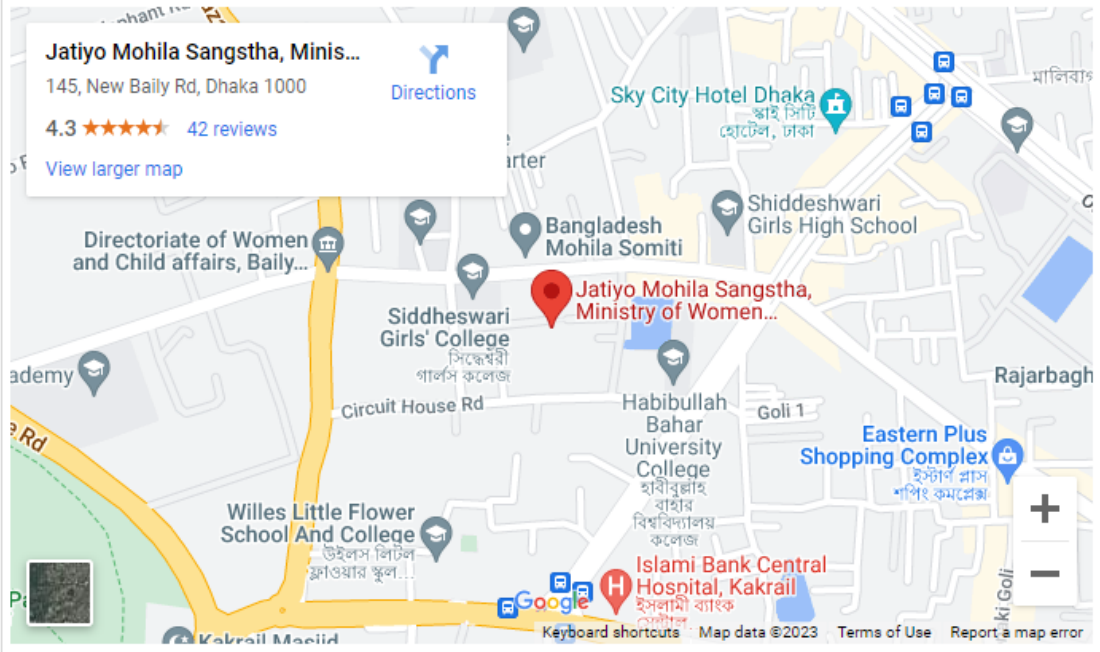 Jatiyo Mohila Sangstha, Minis...
145, New Baily Rd, Dhaka 1000
4.3
42 reviews
View larger map
Directions
Sky City Hotel Dhaka
স্কাই সিটি
হোটেল, ঢাকা
মালিবাগ
Shiddeshwari
Girls High School
Bangladesh
Mohila Somiti
Directoriate of Women
and Child affairs, Baily...
Jatiyo Mohila Sangstha,
Ministry of Women...
Siddheswari
Girls' College
সিদ্ধেশ্বরী
গার্লস কলেজ
ademy
Rajarbagh
Circuit House Rd
Goli 1
Habibullah
Bahar
University
College
হাবীবুল্লাহ
বাহার
বিশ্ববিদ্যালয়
কলেজ
Eastern Plus
Shopping Complex
ইস্টার্ণ প্লাস
শপিং কমপ্লেক্স
e Rd
Willes Little Flower
School And College
উইলস লিটল
ফ্লাওয়ার স্কুল...
Islami Bank Central
Hospital, Kakrail
ইসলামী ব্যাংক
সেন্ট্রাল...
Kakrail Masjid
Google
Keyboard shortcuts
Map data ©2023
Terms of Use
Report a map error